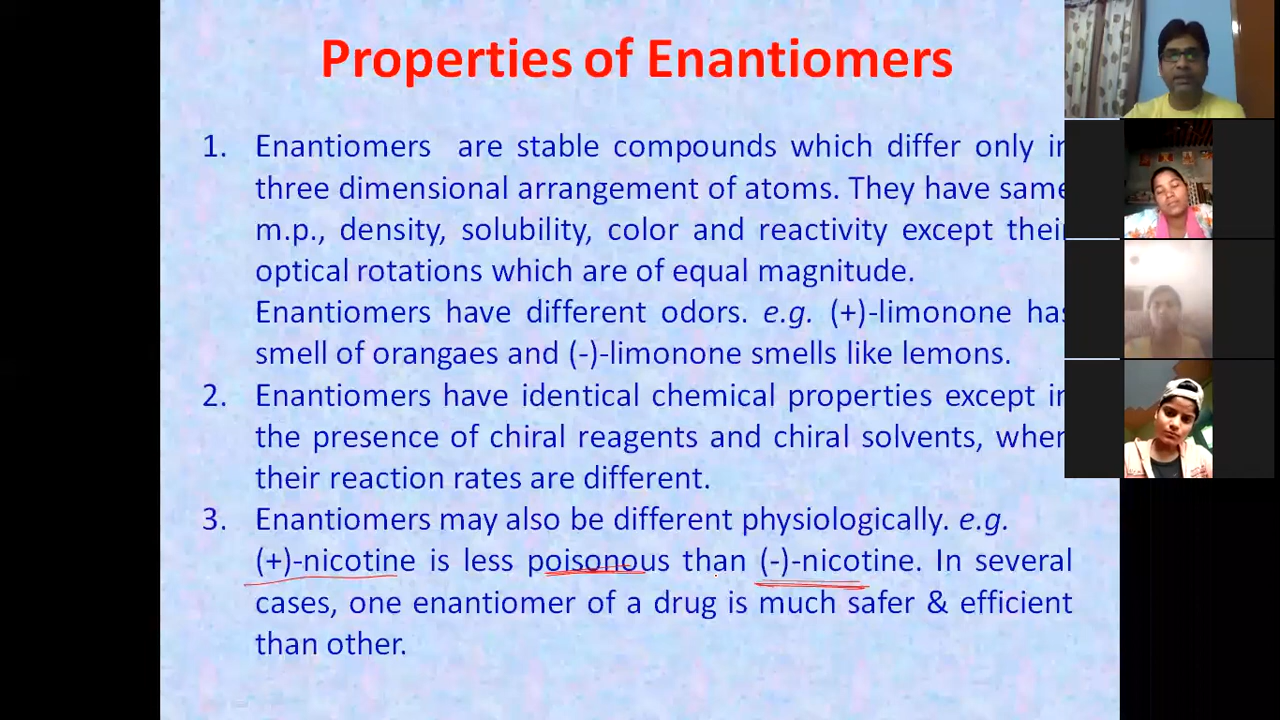 Properties of Enantiomers
1. Enantiomers are stable compounds which differ only in
three dimensional arrangement of atoms. They have same
m.p., density, solubility, color and reactivity except their
optical rotations which are of equal magnitude.
Enantiomers have different odors. e.g. (+)-limonone has
smell of orangaes and (-)-limonone smells like lemons.
2. Enantiomers have identical chemical properties except in
the presence of chiral reagents and chiral solvents, when
their reaction rates are different.
3. Enantiomers may also be different physiologically. e.g.
(+)-nicotine is less poisonous than (-)-nicotine. In several
cases, one enantiomer of a drug is much safer & efficient
than other.